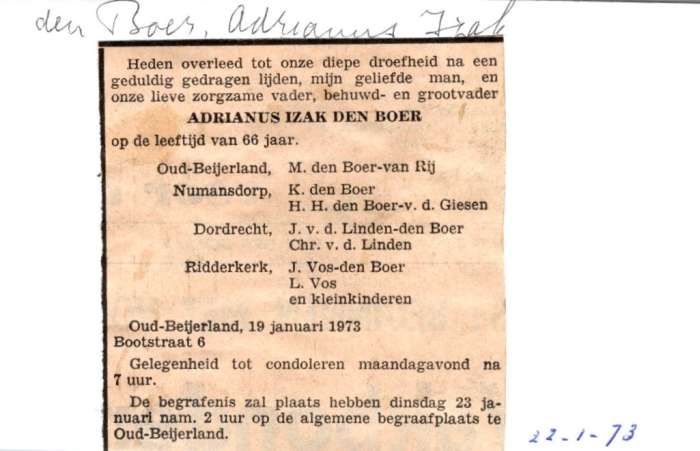 den Boer, Adrianus Izak
Heden overleed tot onze diepe droefheid na een
geduldig gedragen lijden, mijn geliefde man, en
onze lieve zorgzame vader, behuwd- en grootvader
ADRIANUS IZAK DEN BOER
op de leeftijd van 66 jaar.
Oud-Beijerland, M. den Boer-van Rij
Numansdorp, K. den Boer
H. H. den Boer-v. d. Giesen
Dordrecht, J. v. d. Linden-den Boer
Chr. v. d. Linden
Ridderkerk, J. Vos-den Boer
L. Vos
en kleinkinderen
Oud-Beijerland, 19 januari 1973
Bootstraat 6
Gelegenheid tot condoleren maandagavond na
7 uur.
De begrafenis zal plaats hebben dinsdag 23 ja-
nuari nam. 2 uur op de algemene begraafplaats te
Oud-Beijerland.
22-1-73